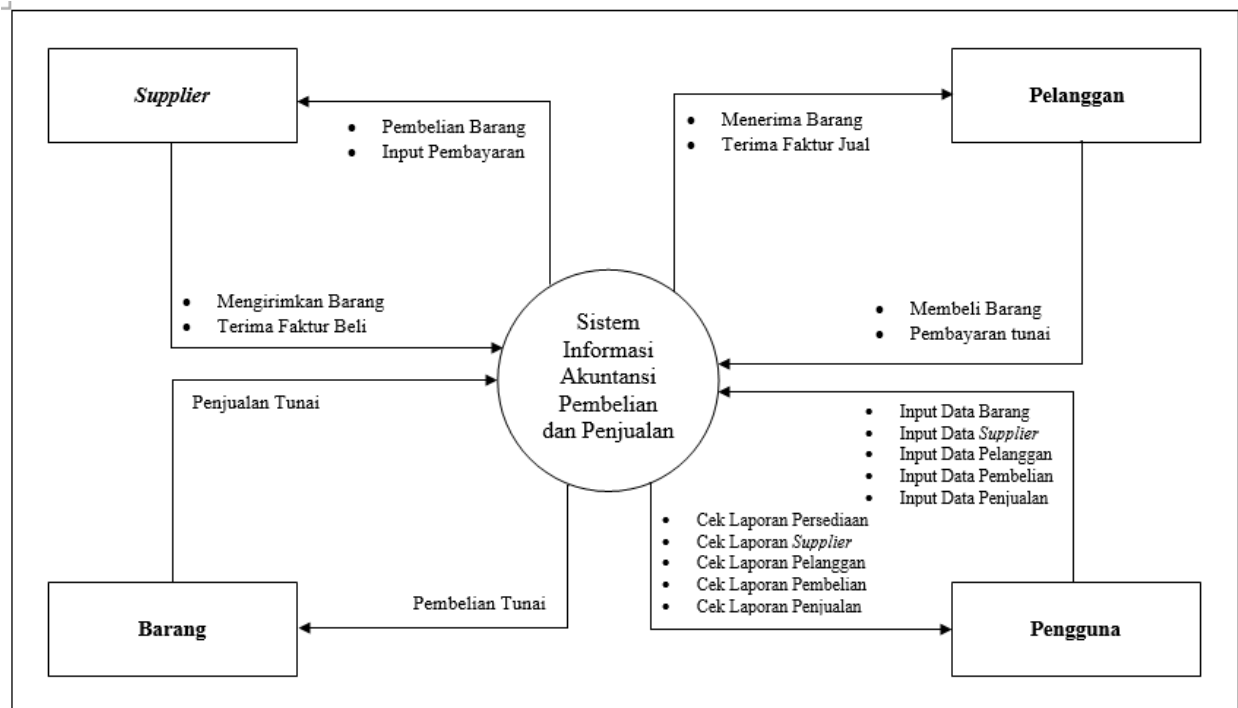 Supplier
Pelanggan
Pembelian Barang
Input Pembayaran
Menerima Barang
Terima Faktur Jual
Mengirimkan Barang
Terima Faktur Beli
Membeli Barang
Pembayaran tunai
Sistem
Informasi
Akuntansi
Pembelian
dan Penjualan
Penjualan Tunai
Input Data Barang
Input Data Supplier
Input Data Pelanggan
Input Data Pembelian
Input Data Penjualan
Cek Laporan Persediaan
Cek Laporan Supplier
Cek Laporan Pelanggan
Cek Laporan Pembelian
Cek Laporan Penjualan
Pembelian Tunai
Barang
Pengguna